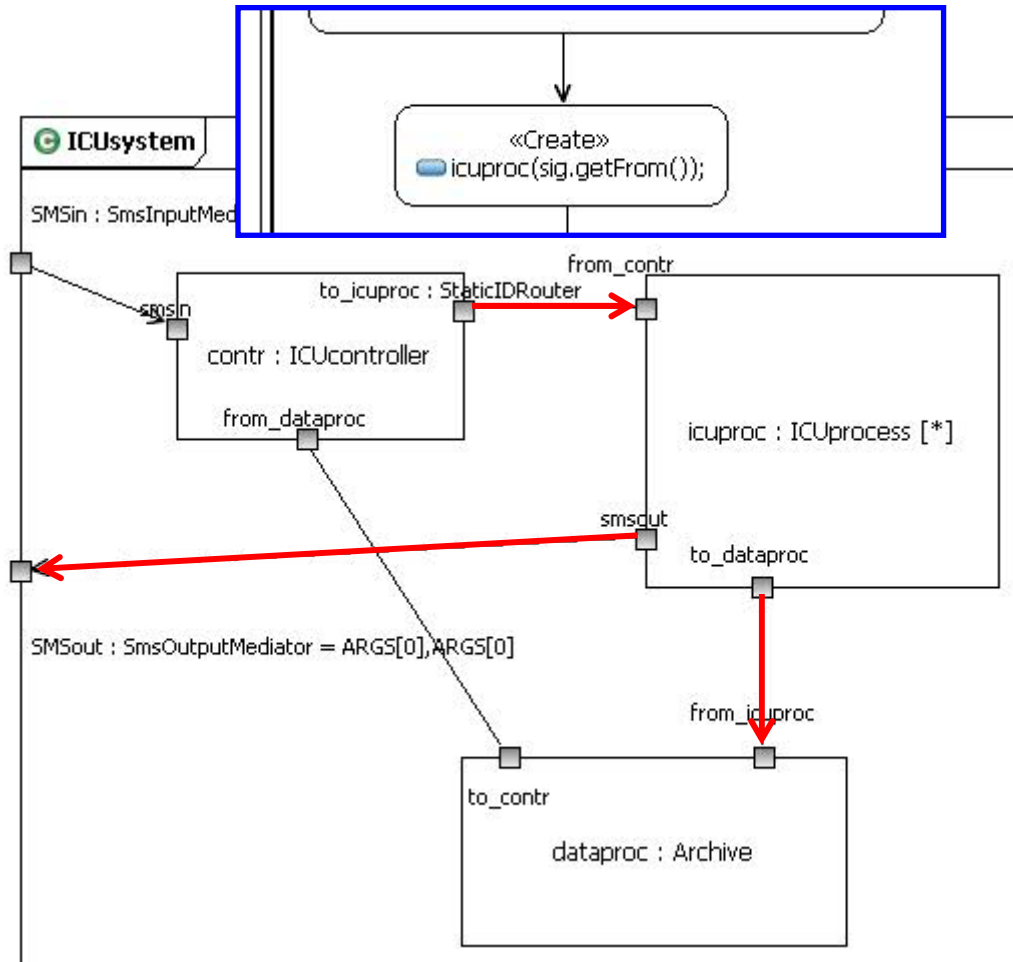 «Create»
icuproc(sig.getFrom());
ICUsystem
SMSin : SmsInputMed
from_contr
to_icuproc : StaticIDRouter
smsin
contr : ICUcontroller
from_dataproc
icuproc : ICUprocess [*]
smsout
to_dataproc
SMSout : SmsOutputMediator = ARGS[0],ARGS[0]
from_icuproc
to_contr
dataproc : Archive